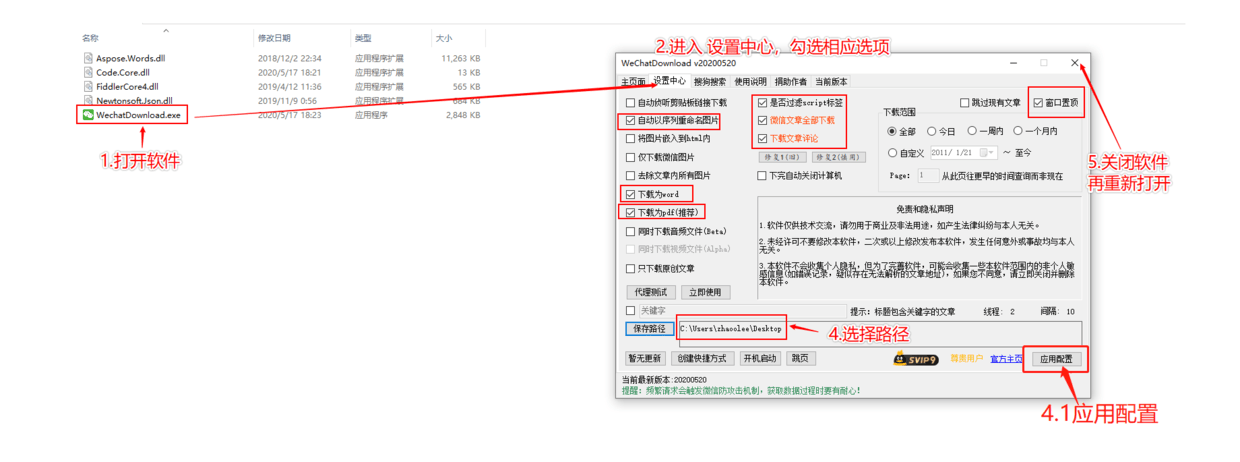 名称 修改日期 类型 大小
Aspose.Words.dll 2018/12/2 22:34 应用程序扩展 11,263 KB
Code.Core.dll 2020/5/17 18:21 应用程序扩展 13 KB
FiddlerCore4.dll 2019/4/12 11:36 应用程序扩展 565 KB
Newtonsoft.Json.dll 2019/11/9 0:56 应用程序扩展 684 KB
WechatDownload.exe 2020/5/17 18:23 应用程序 2,848 KB
1.打开软件
2.进入 设置中心，勾选相应选项
WeChatDownload v20200520
主页面 设置中心 搜狗搜索 使用说明 捐助作者 当前版本
自动侦听剪贴板链接下载
自动以序列重命名图片
将图片嵌入到html内
仅下载微信图片
去除文章内所有图片
下载为word
下载为pdf(推荐)
同时下载音频文件(Beta)
同时下载视频文件(Alpha)
只下载原创文章
代理测试 立即使用
是否过滤script标签
微信文章全部下载
下载文章评论
修复1(旧) 修复2(备用)
下完自动关闭计算机
跳过现有文章 窗口置顶
下载范围
全部 今日 一周内 一个月内
自定义 2011/ 1/21 ~ 至今
Page: 1 从此页往更早的时间查询而非现在
免责和隐私声明
1.软件仅供技术交流，请勿用于商业及非法用途，如产生法律纠纷与本人无关。
2.未经许可不要修改本软件，二次或以上修改发布本软件，发生任何意外或事故均与本人
无关。
3.本软件不会收集个人隐私，但为了完善软件，可能会收集一些本软件范围内的非个人敏
感信息(如错误记录，疑似存在无法解析的文章地址)，如果您不同意，请立即关闭并删除
本软件。
关键字 提示: 标题包含关键字的文章 线程: 2 间隔: 10
保存路径 C:\Users\zhaoolee\Desktop
4.选择路径
暂无更新 创建快捷方式 开机启动 跳页 SVIP9 尊贵用户 官方主页 应用配置
当前最新版本:20200520
提醒: 频繁请求会触发微信防攻击机制，获取数据过程时要有耐心！
4.1应用配置
5.关闭软件
再重新打开